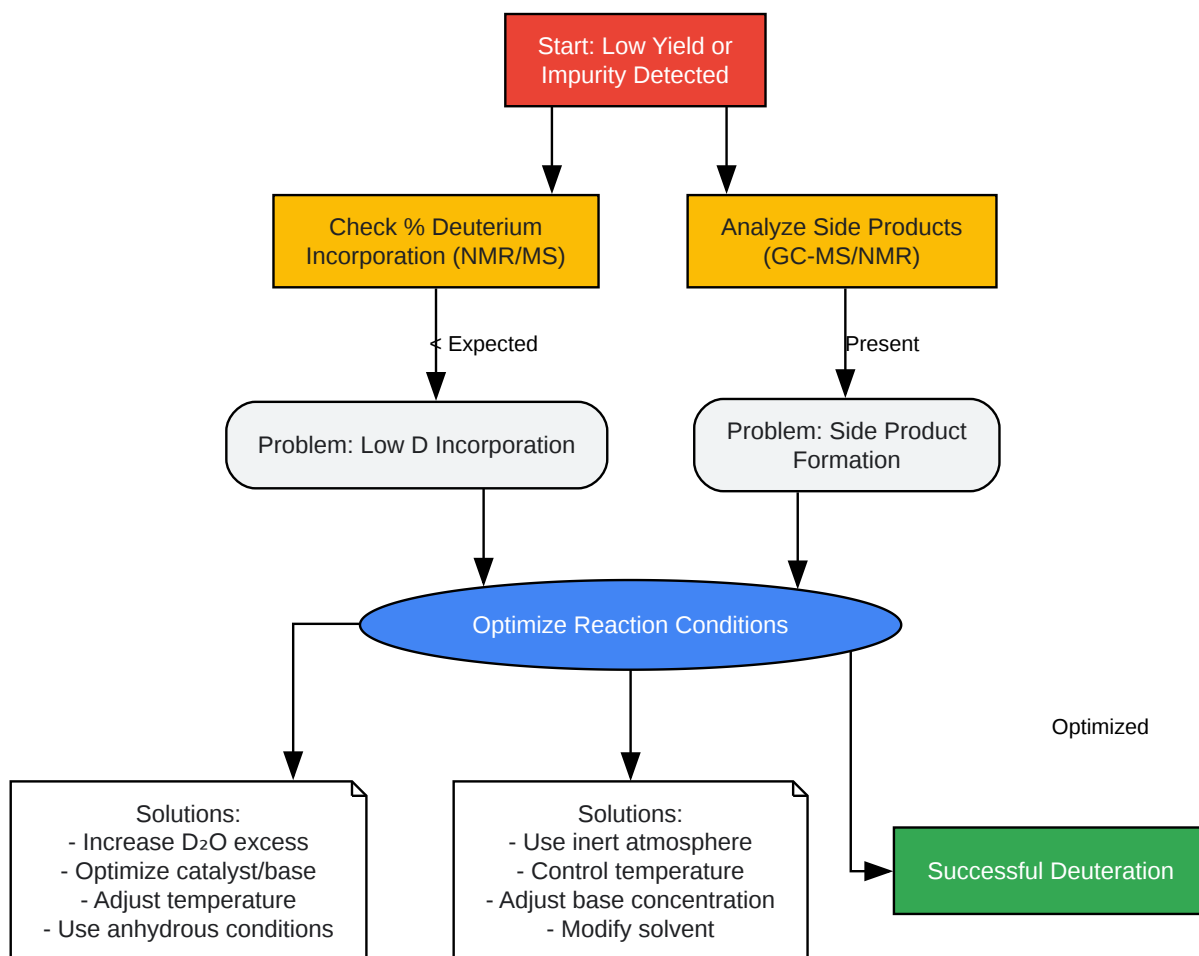 Start: Low Yield or
Impurity Detected
Check % Deuterium
Incorporation (NMR/MS)
Analyze Side Products
(GC-MS/NMR)
< Expected
Present
Problem: Low D Incorporation
Problem: Side Product
Formation
Optimize Reaction Conditions
Optimized
Solutions:
- Increase D₂O excess
- Optimize catalyst/base
- Adjust temperature
- Use anhydrous conditions
Solutions:
- Use inert atmosphere
- Control temperature
- Adjust base concentration
- Modify solvent
Successful Deuteration